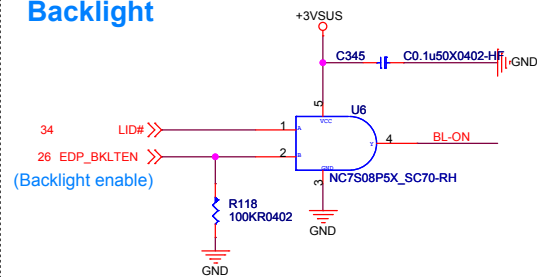 Backlight
+3VSUS
C345
C0.1u50X0402-HF
GND
5
U6
VCC
34 LID#
1
A
Y
4
BL-ON
26 EDP_BKLTEN
2
B
(Backlight enable)
GND
3
NC7S08P5X_SC70-RH
R118
100KR0402
GND
GND